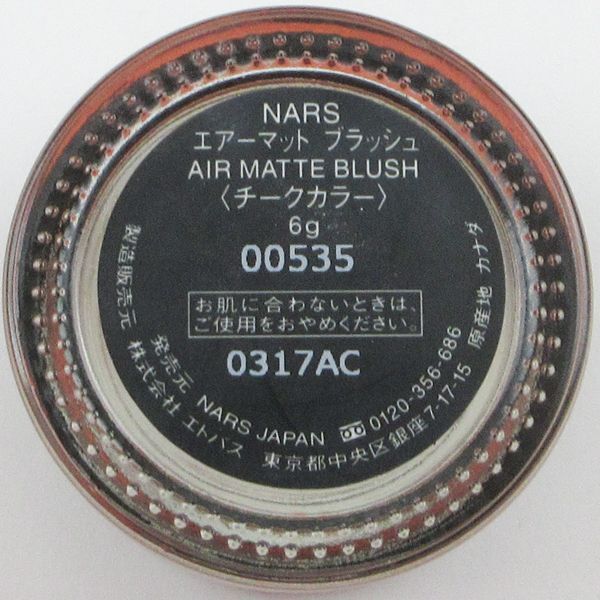 NARS
エアーマット ブラッシュ
AIR MATTE BLUSH
〈チークカラー〉
6g
00535
お肌に合わないときは、
ご使用をおやめください。
0317AC
発売元 NARS JAPAN 0120-356-686
製造販売元 株式会社 エトバス 東京都中央区銀座7-17-15 原産地 カナダ